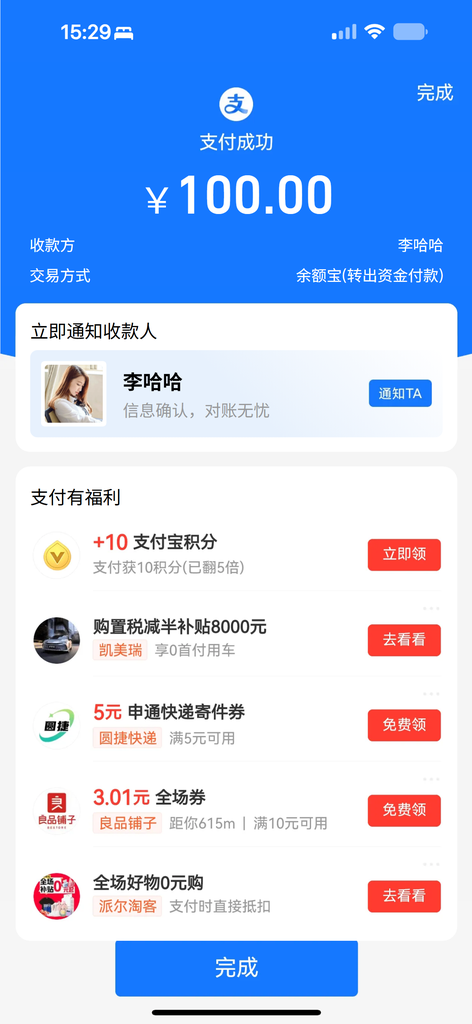 15:29
完成
支
支付成功
¥100.00
收款方 李哈哈
交易方式 余额宝(转出资金付款)
立即通知收款人
李哈哈
信息确认，对账无忧
通知TA
支付有福利
+10 支付宝积分
支付获10积分(已翻5倍)
立即领
购置税减半补贴8000元
凯美瑞 享0首付用车
去看看
圆捷
5元 申通快递寄件券
圆捷快递 满5元可用
免费领
良品铺子
3.01元 全场券
良品铺子 距你615m | 满10元可用
免费领
全场
补贴
全场好物0元购
派尔淘客 支付时直接抵扣
去看看
完成